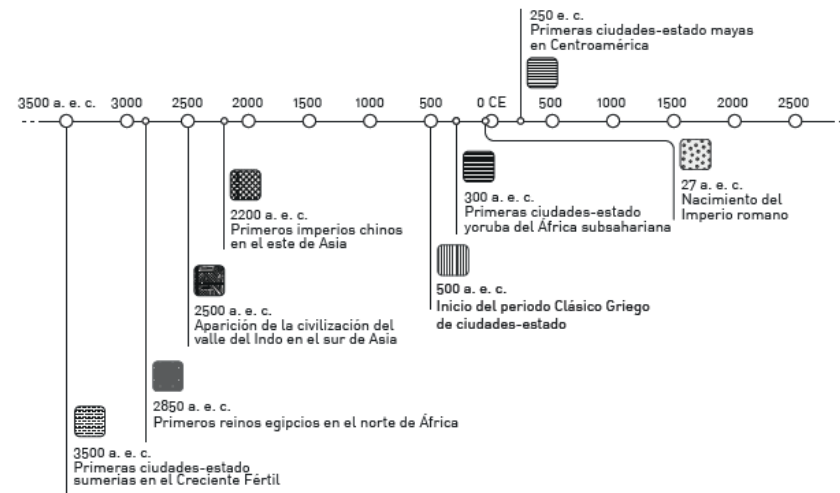 250 e. c.
Primeras ciudades-estado mayas
en Centroamérica
3500 a. e. c. 3000 2500 2000 1500 1000 500 0 CE 500 1000 1500 2000 2500
2200 a. e. c.
Primeros imperios chinos
en el este de Asia
300 a. e. c.
Primeras ciudades-estado
yoruba del África subsahariana
27 a. e. c.
Nacimiento del
Imperio romano
500 a. e. c.
Inicio del periodo Clásico Griego
de ciudades-estado
2500 a. e. c.
Aparición de la civilización del
valle del Indo en el sur de Asia
2850 a. e. c.
Primeros reinos egipcios en el norte de África
3500 a. e. c.
Primeras ciudades-estado
sumerias en el Creciente Fértil